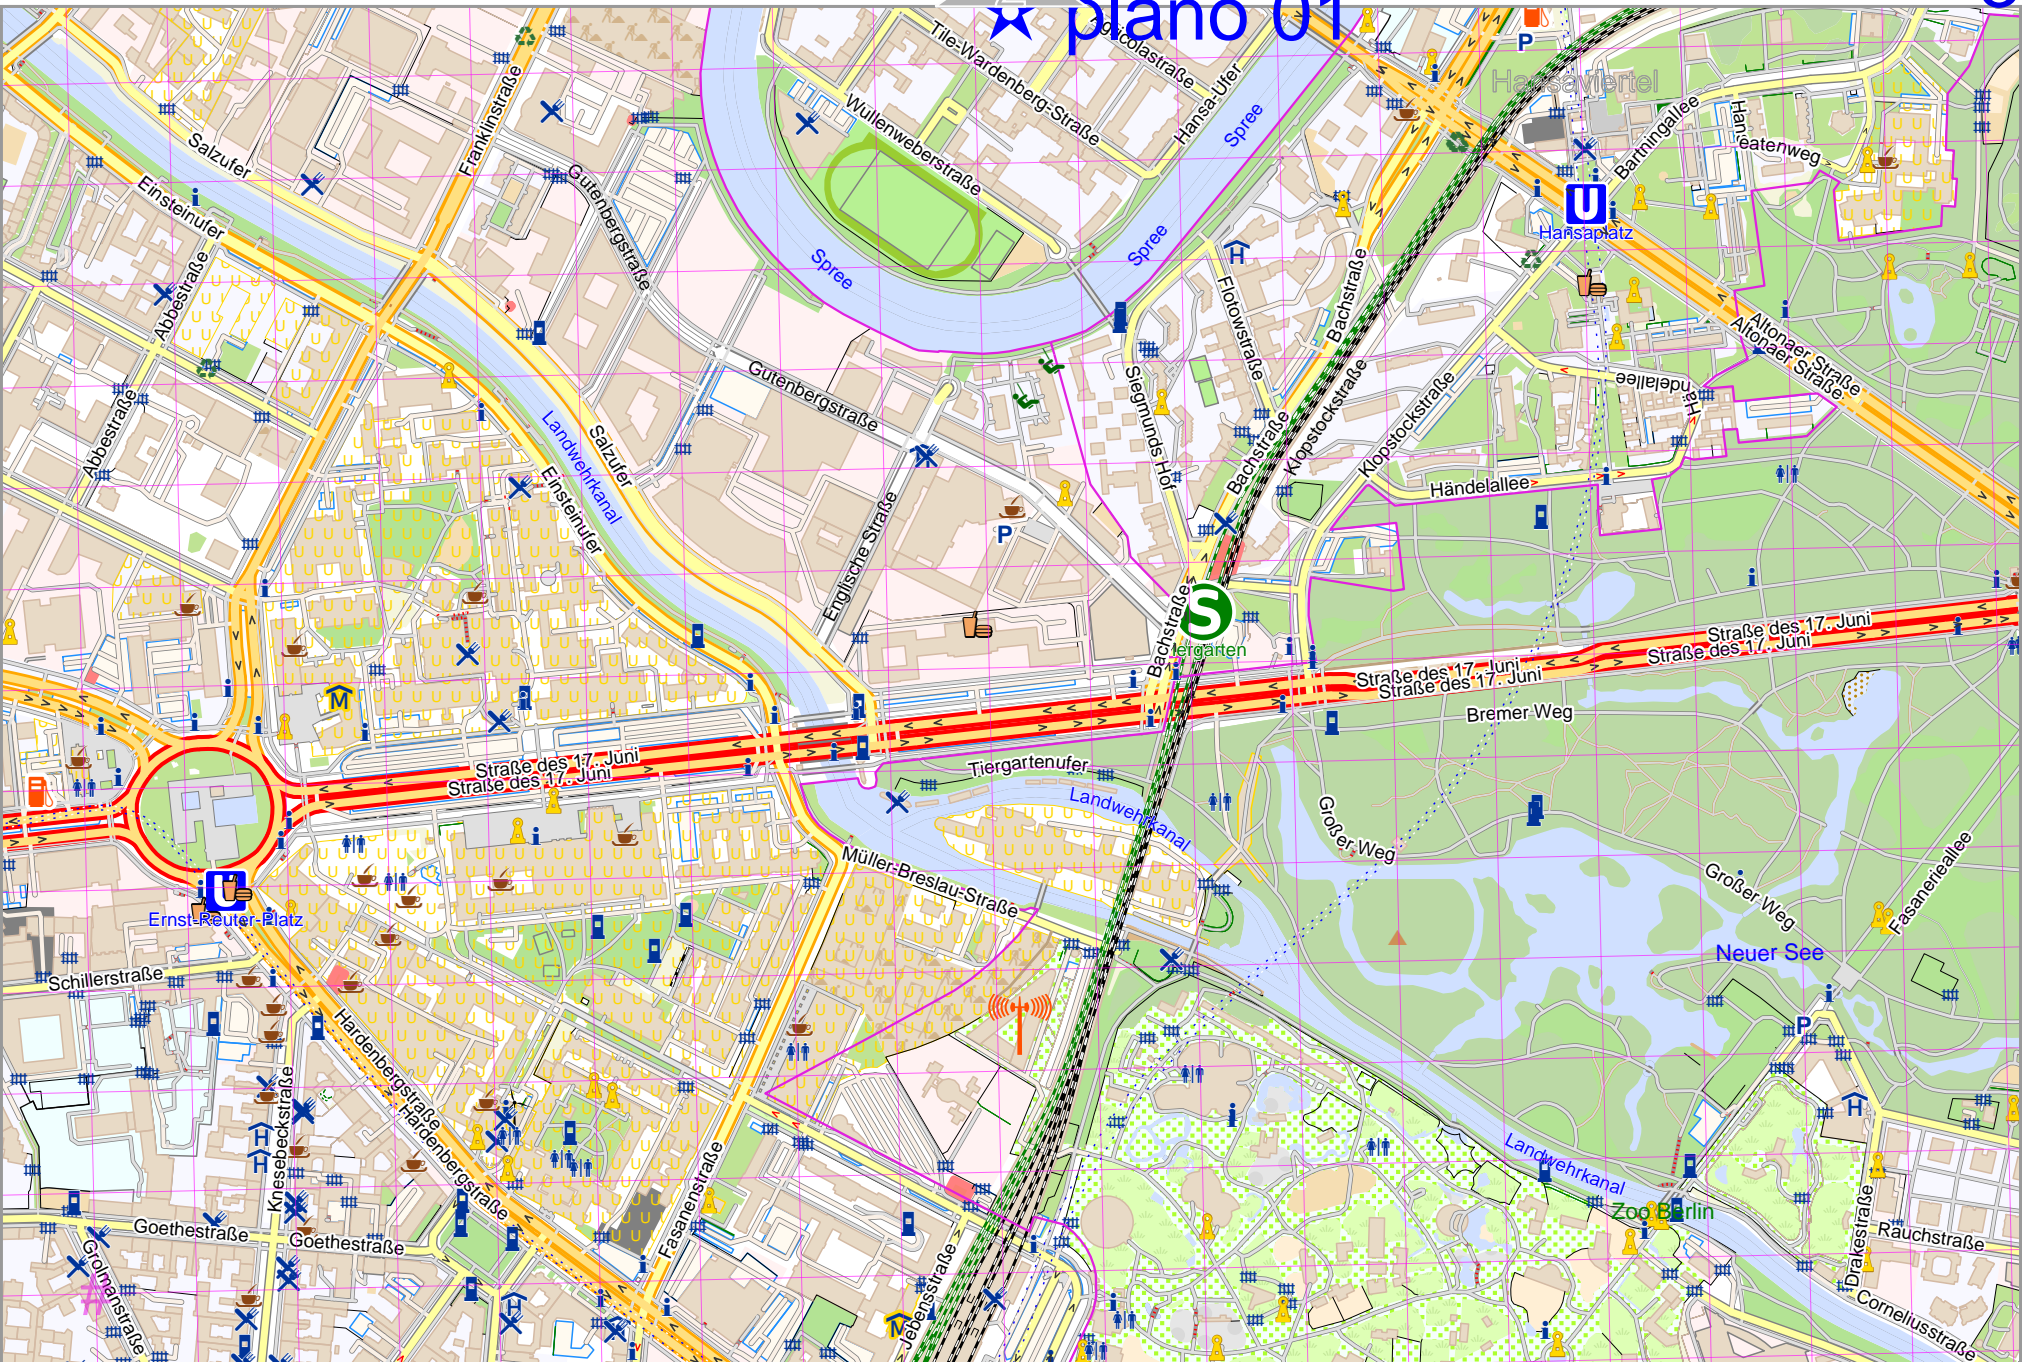 plano 01
Tile-Wardenberg-Straße
Agricolastraße
Hansa-Ufer
Wullenweberstraße
Spree
Spree
Spree
Hansaviertel
Bartningallee
P
Hansaplatz
Salzufer
Franklinstraße
Einsteinufer
Gutenbergstraße
Abbestraße
Abbestraße
H
Flotowstraße
Bachstraße
Altonaer Straße
Altonaer Straße
Händelallee
Gutenbergstraße
Siegmunds Hof
Klopstockstraße
Klopstockstraße
Bachstraße
Salzufer
Landwehrkanal
Einsteinufer
Händelallee
Englische Straße
P
S
Bachstraße
Straße des 17. Juni
Straße des 17. Juni
Straße des 17. Juni
Straße des 17. Juni
Bremer Weg
M
Straße des 17. Juni
Straße des 17. Juni
Tiergartenufer
Landwehrkanal
Großer Weg
Großer Weg
Fasanerieallee
Müller-Breslau-Straße
U
Ernst-Reuter-Platz
Neuer See
Schillerstraße
P
Hardenbergstraße
Hardenbergstraße
Knesebeckstraße
H
H
H
Fasanenstraße
Landwehrkanal
Zoo Berlin
Drakestraße
Rauchstraße
Goethestraße
Goethestraße
Grolmanstraße
H
M
Jebensstraße
Corneliusstraße